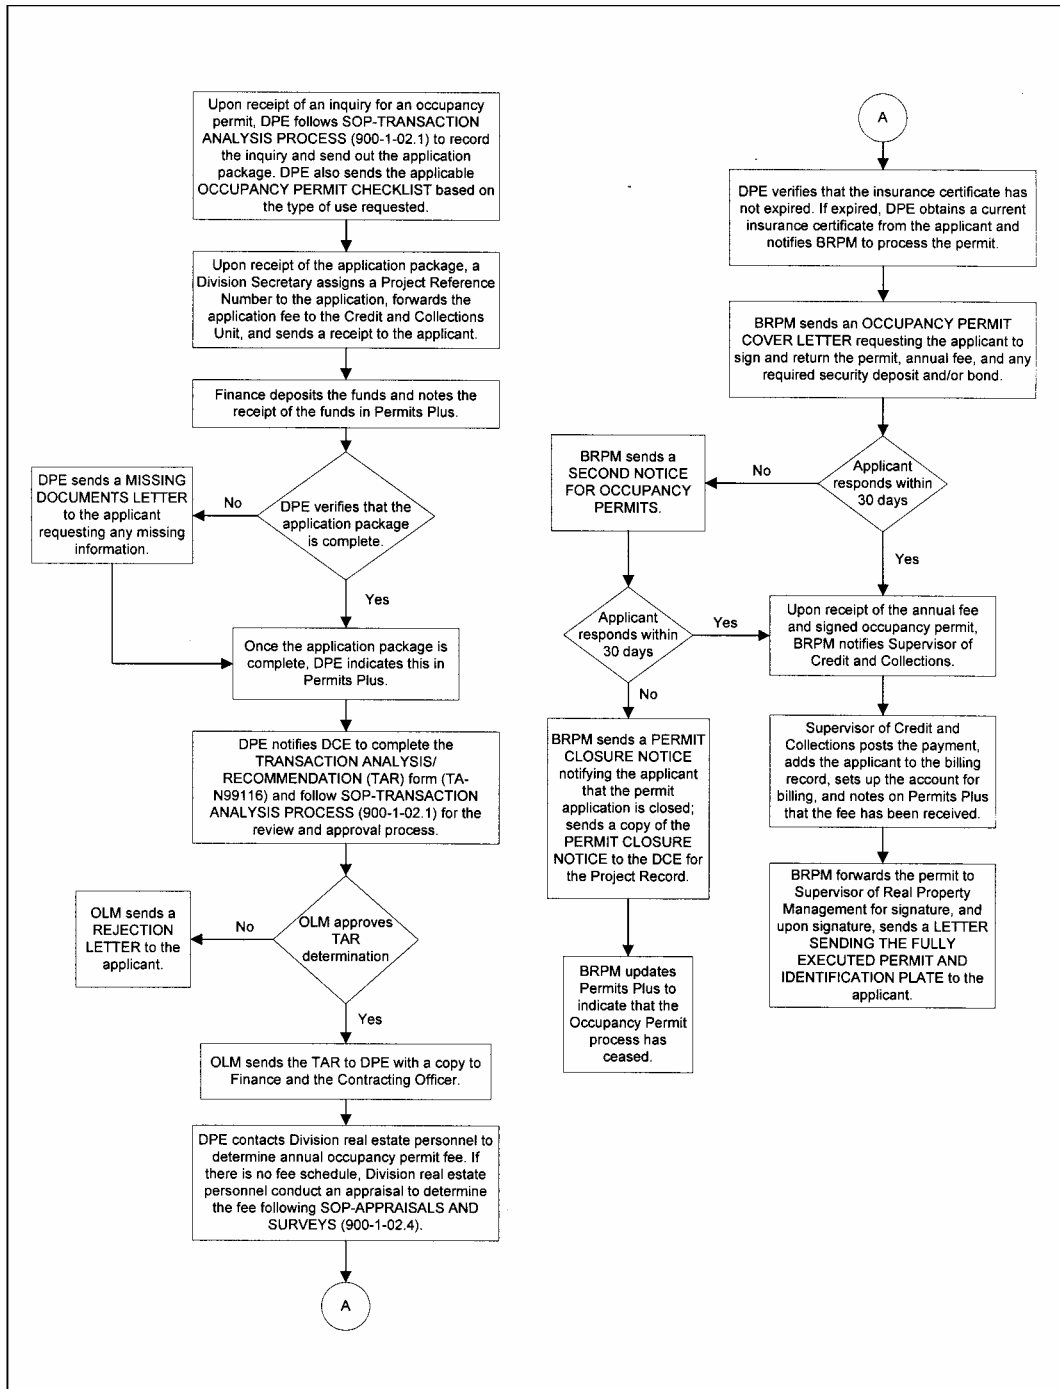 Upon receipt of an inquiry for an occupancy
permit, DPE follows SOP-TRANSACTION
ANALYSIS PROCESS (900-1-02.1) to record
the inquiry and send out the application
package. DPE also sends the applicable
OCCUPANCY PERMIT CHECKLIST based on
the type of use requested.
Upon receipt of the application package, a
Division Secretary assigns a Project Reference
Number to the application, forwards the
application fee to the Credit and Collections
Unit, and sends a receipt to the applicant.
Finance deposits the funds and notes the
receipt of the funds in Permits Plus.
DPE verifies that the
application package
is complete.
No
DPE sends a MISSING
DOCUMENTS LETTER
to the applicant
requesting any missing
information.
Yes
Once the application package is
complete, DPE indicates this in
Permits Plus.
DPE notifies DCE to complete the
TRANSACTION ANALYSIS/
RECOMMENDATION (TAR) form (TA-
N99116) and follow SOP-TRANSACTION
ANALYSIS PROCESS (900-1-02.1) for the
review and approval process.
OLM approves
TAR
determination
No
OLM sends a
REJECTION
LETTER to the
applicant.
Yes
OLM sends the TAR to DPE with a copy to
Finance and the Contracting Officer.
DPE contacts Division real estate personnel to
determine annual occupancy permit fee. If
there is no fee schedule, Division real estate
personnel conduct an appraisal to determine
the fee following SOP-APPRAISALS AND
SURVEYS (900-1-02.4).
A
A
DPE verifies that the insurance certificate has
not expired. If expired, DPE obtains a current
insurance certificate from the applicant and
notifies BRPM to process the permit.
BRPM sends an OCCUPANCY PERMIT
COVER LETTER requesting the applicant to
sign and return the permit, annual fee, and any
required security deposit and/or bond.
Applicant
responds within
30 days
No
BRPM sends a
SECOND NOTICE
FOR OCCUPANCY
PERMITS.
Yes
Applicant
responds within
30 days
Yes
Upon receipt of the annual fee
and signed occupancy permit,
BRPM notifies Supervisor of
Credit and Collections.
No
BRPM sends a PERMIT
CLOSURE NOTICE
notifying the applicant
that the permit
application is closed;
sends a copy of the
PERMIT CLOSURE
NOTICE to the DCE for
the Project Record.
BRPM updates
Permits Plus to
indicate that the
Occupancy Permit
process has
ceased.
Supervisor of Credit and
Collections posts the payment,
adds the applicant to the billing
record, sets up the account for
billing, and notes on Permits Plus
that the fee has been received.
BRPM forwards the permit to
Supervisor of Real Property
Management for signature, and
upon signature, sends a LETTER
SENDING THE FULLY
EXECUTED PERMIT AND
IDENTIFICATION PLATE to the
applicant.